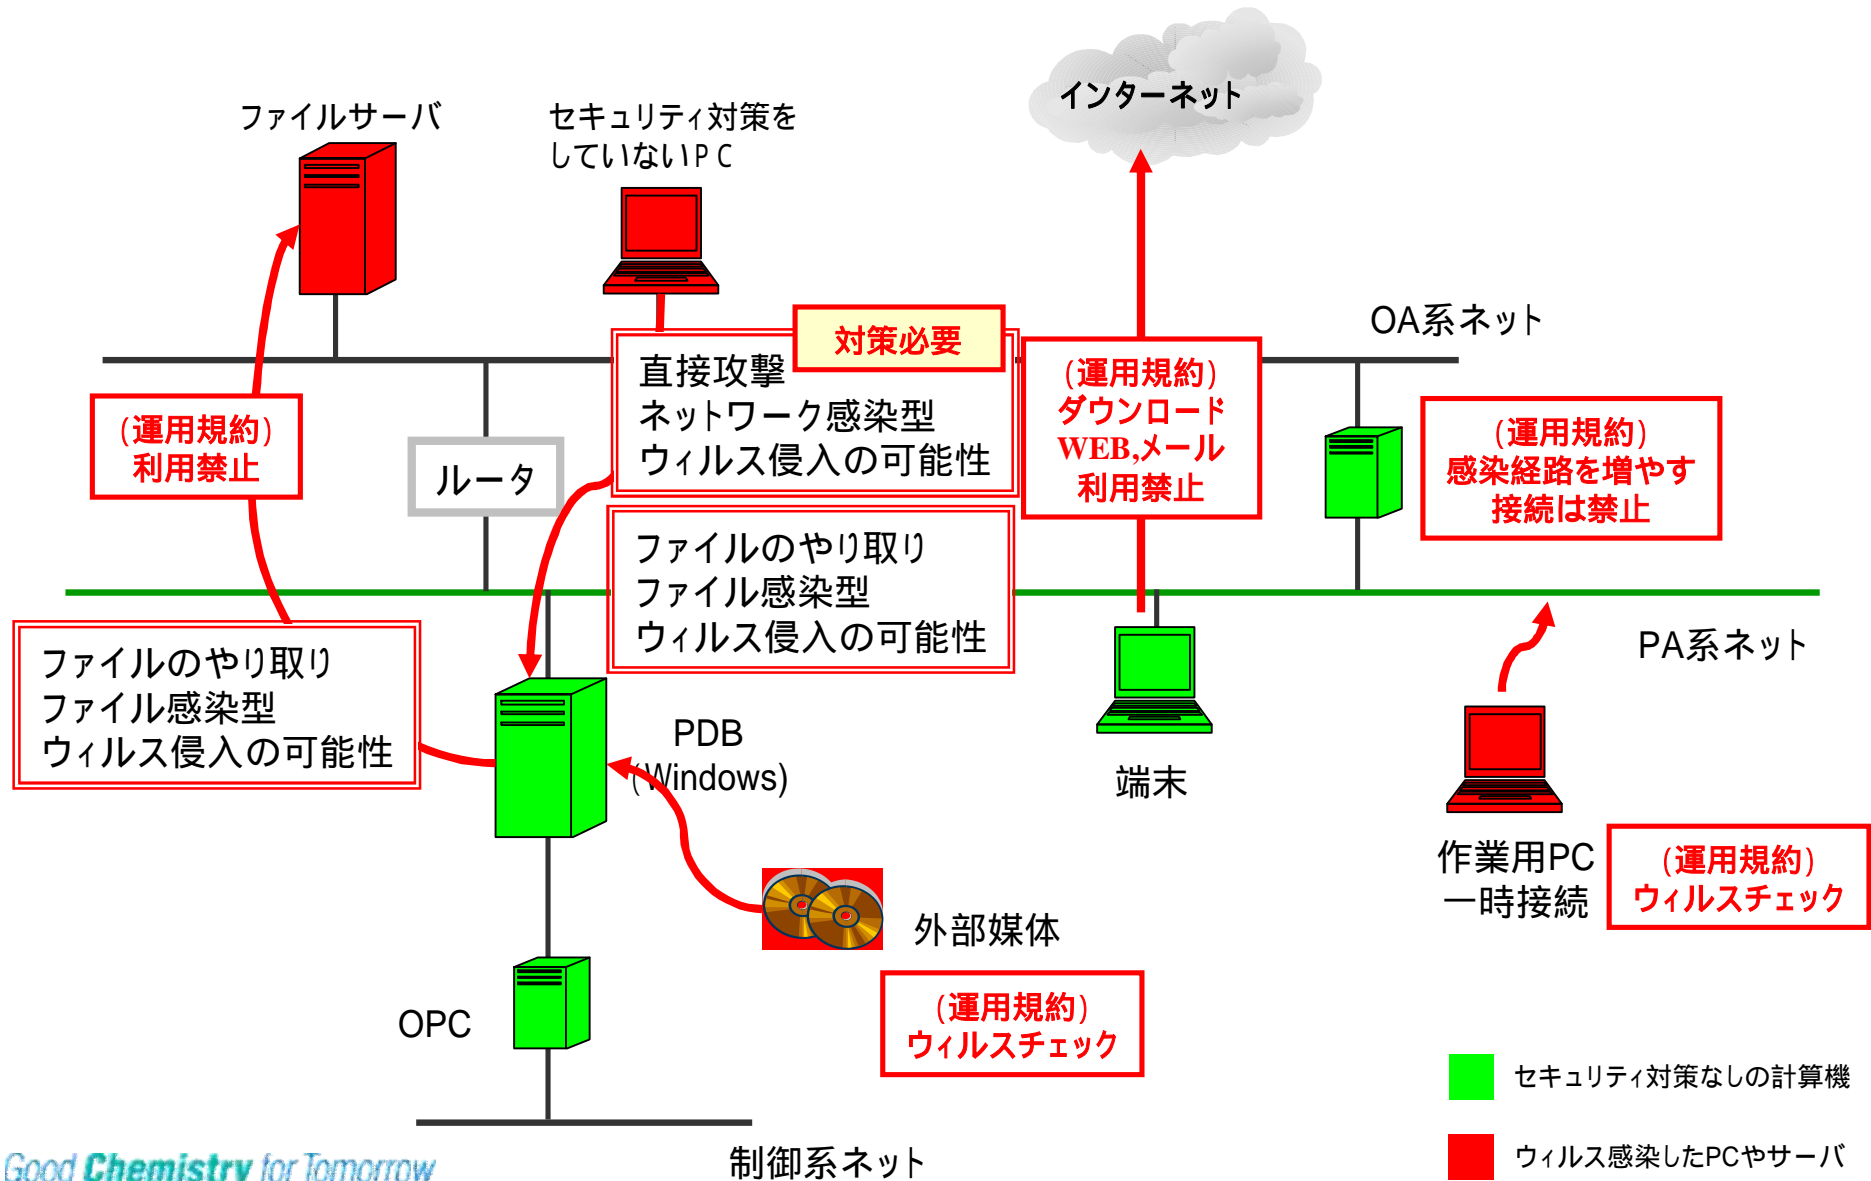 インターネット
ファイルサーバ
セキュリティ対策を
していないPC
OA系ネット
対策必要
直接攻撃
ネットワーク感染型
ウィルス侵入の可能性
(運用規約)
ダウンロード
WEB,メール
利用禁止
(運用規約)
利用禁止
ルータ
(運用規約)
感染経路を増やす
接続は禁止
ファイルのやり取り
ファイル感染型
ウィルス侵入の可能性
PA系ネット
ファイルのやり取り
ファイル感染型
ウィルス侵入の可能性
PDB
(Windows)
端末
作業用PC
一時接続
(運用規約)
ウィルスチェック
外部媒体
(運用規約)
ウィルスチェック
OPC
制御系ネット
セキュリティ対策なしの計算機
ウィルス感染したPCやサーバ
Good Chemistry for Tomorrow